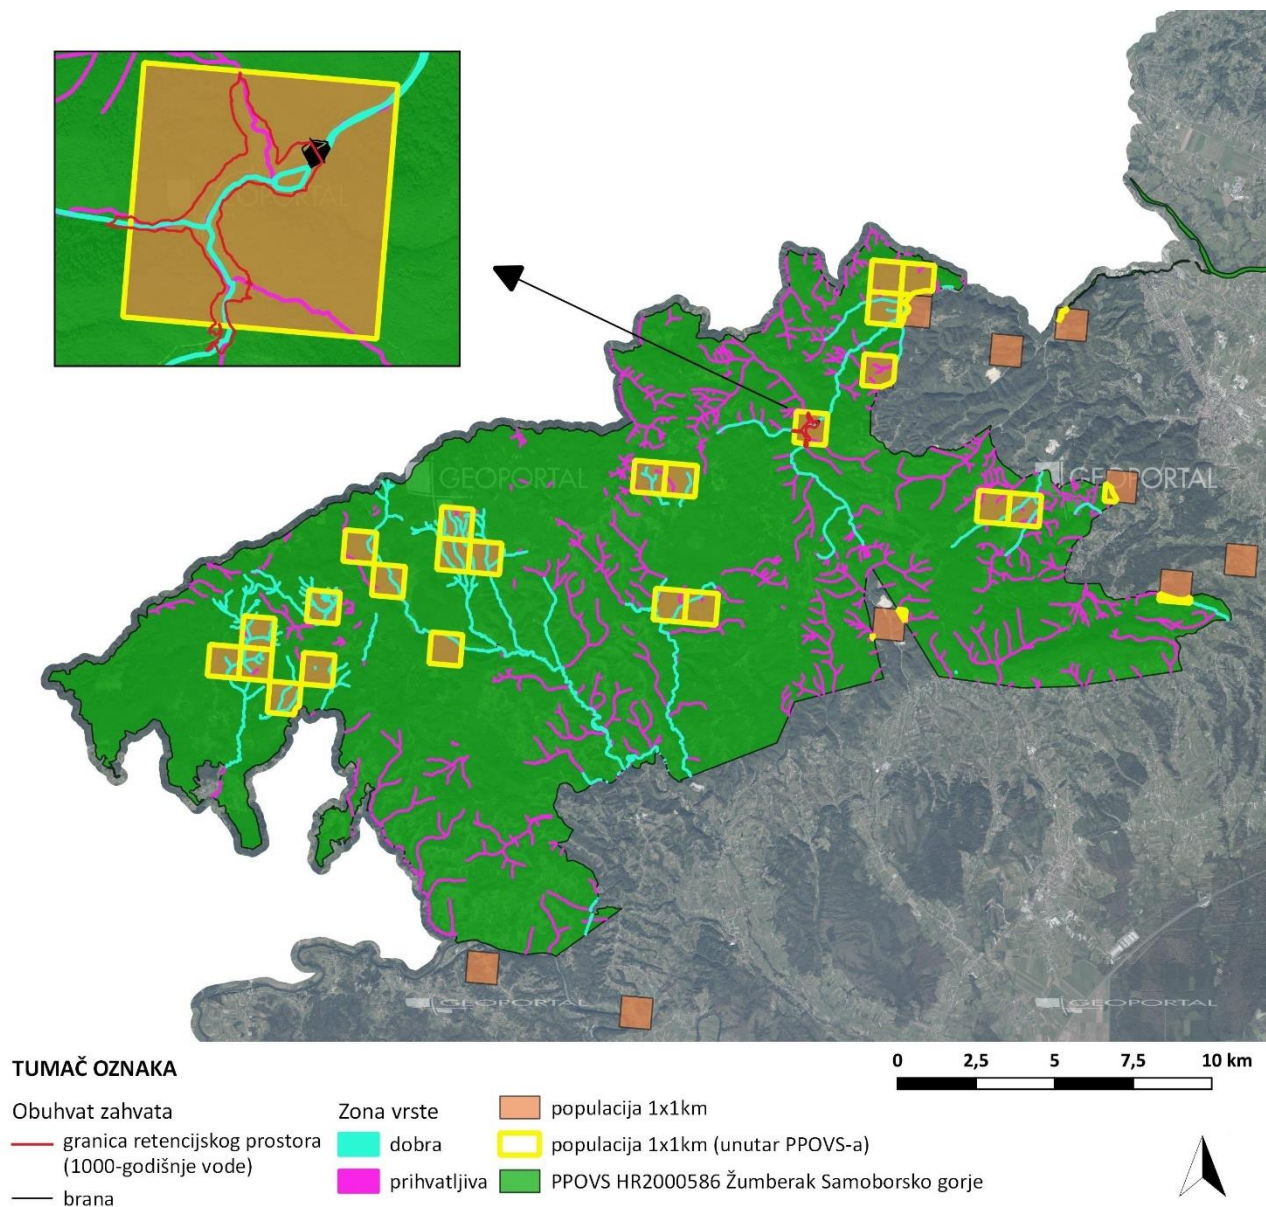 GEOPORTAL
GEOPORTAL
GEOPORTAL
GEOPORTAL
GEOPORTAL
TUMAČ OZNAKA
0 2,5 5 7,5 10 km
Obuhvat zahvata
granica retencijskog prostora
(1000-godišnje vode)
brana
Zona vrste
dobra
prihvatljiva
populacija 1x1km
populacija 1x1km (unutar PPOVS-a)
PPOVS HR2000586 Žumberak Samoborsko gorje